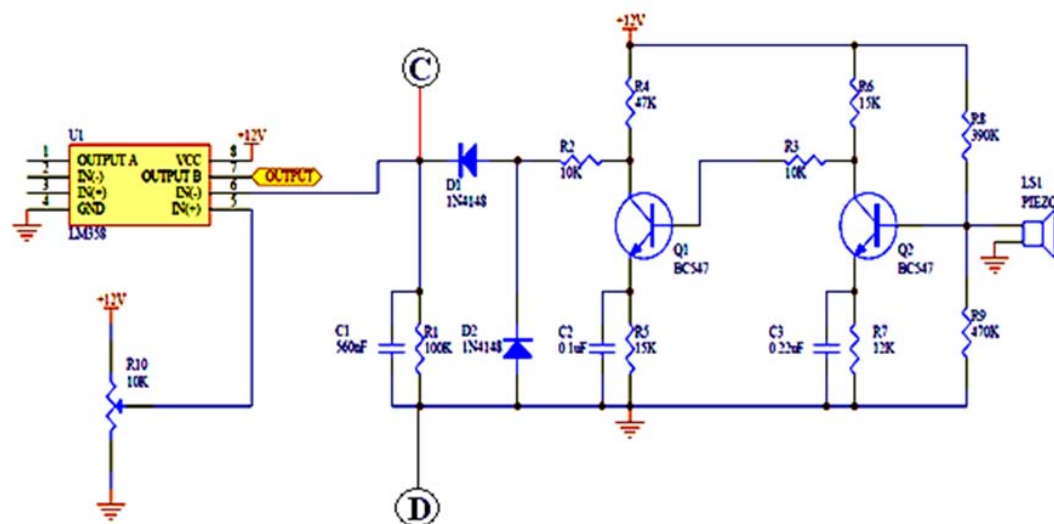 C
+12V
R4
47K
R6
15K
R8
390K
U1
+12V
1
2
3
4
OUTPUT A
IN(-)
IN(+)
GND
VCC
OUTPUT B
IN(-)
IN(+)
8
7
6
5
OUTPUT
LM358
D1
1N4148
R2
10K
R3
10K
Q1
BC547
Q2
BC547
LS1
PIEZO
+12V
R10
10K
C1
560nF
R1
100K
D2
1N4148
C2
0.1uF
R5
15K
C3
0.22uF
R7
12K
R9
470K
D